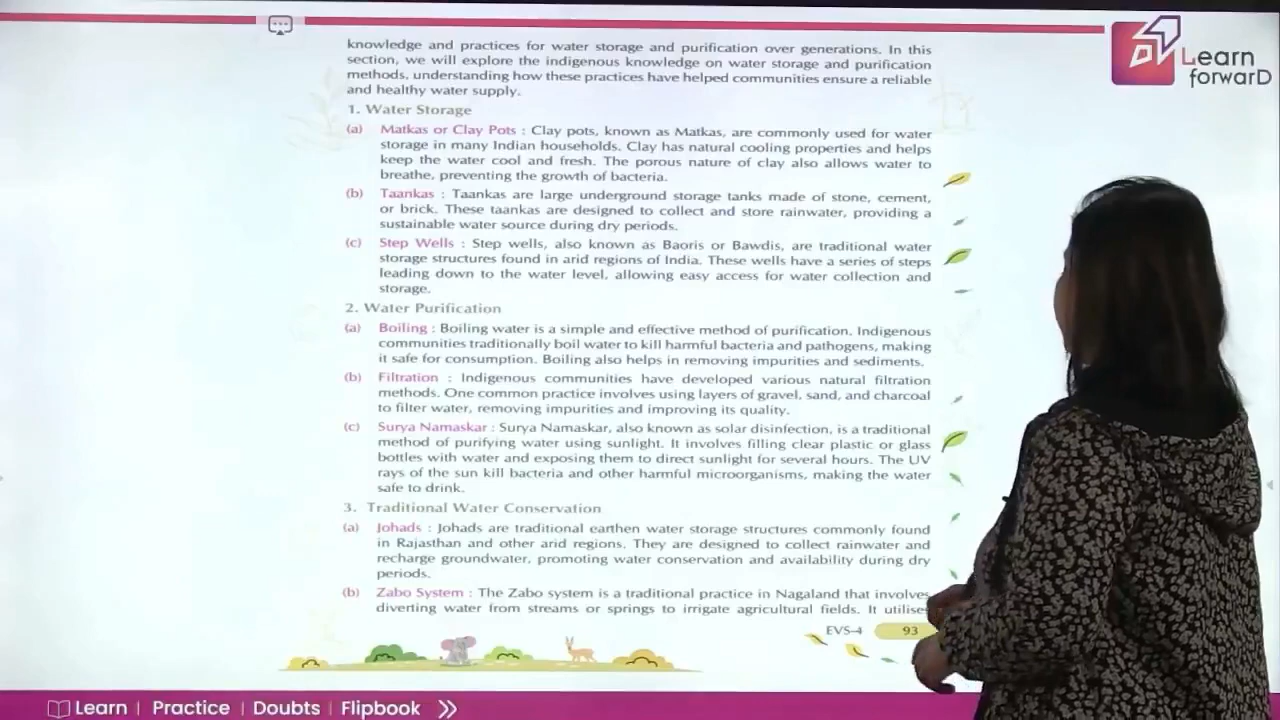 knowledge and practices for water storage and purification over generations. In this
section, we will explore the indigenous knowledge on water storage and purification
methods, understanding how these practices have helped communities ensure a reliable
and healthy water supply.
1. Water Storage
(a) Matkas or Clay Pots : Clay pots, known as Matkas, are commonly used for water
storage in many Indian households. Clay has natural cooling properties and helps
keep the water cool and fresh. The porous nature of clay also allows water to
breathe, preventing the growth of bacteria.
(b) Taankas : Taankas are large underground storage tanks made of stone, cement,
or brick. These taankas are designed to collect and store rainwater, providing a
sustainable water source during dry periods.
(c) Step Wells : Step wells, also known as Baoris or Bawdis, are traditional water
storage structures found in arid regions of India. These wells have a series of steps
leading down to the water level, allowing easy access for water collection and
storage.
2. Water Purification
(a) Boiling : Boiling water is a simple and effective method of purification. Indigenous
communities traditionally boil water to kill harmful bacteria and pathogens, making
it safe for consumption. Boiling also helps in removing impurities and sediments.
(b) Filtration : Indigenous communities have developed various natural filtration
methods. One common practice involves using layers of gravel, sand, and charcoal
to filter water, removing impurities and improving its quality.
(c) Surya Namaskar : Surya Namaskar, also known as solar disinfection, is a traditional
method of purifying water using sunlight. It involves filling clear plastic or glass
bottles with water and exposing them to direct sunlight for several hours. The UV
rays of the sun kill bacteria and other harmful microorganisms, making the water
safe to drink.
3. Traditional Water Conservation
(a) Johads : Johads are traditional earthen water storage structures commonly found
in Rajasthan and other arid regions. They are designed to collect rainwater and
recharge groundwater, promoting water conservation and availability during dry
periods.
(b) Zabo System : The Zabo system is a traditional practice in Nagaland that involves
diverting water from streams or springs to irrigate agricultural fields. It utilises
EVS-4 93
Learn
forwarD
Learn | Practice | Doubts | Flipbook